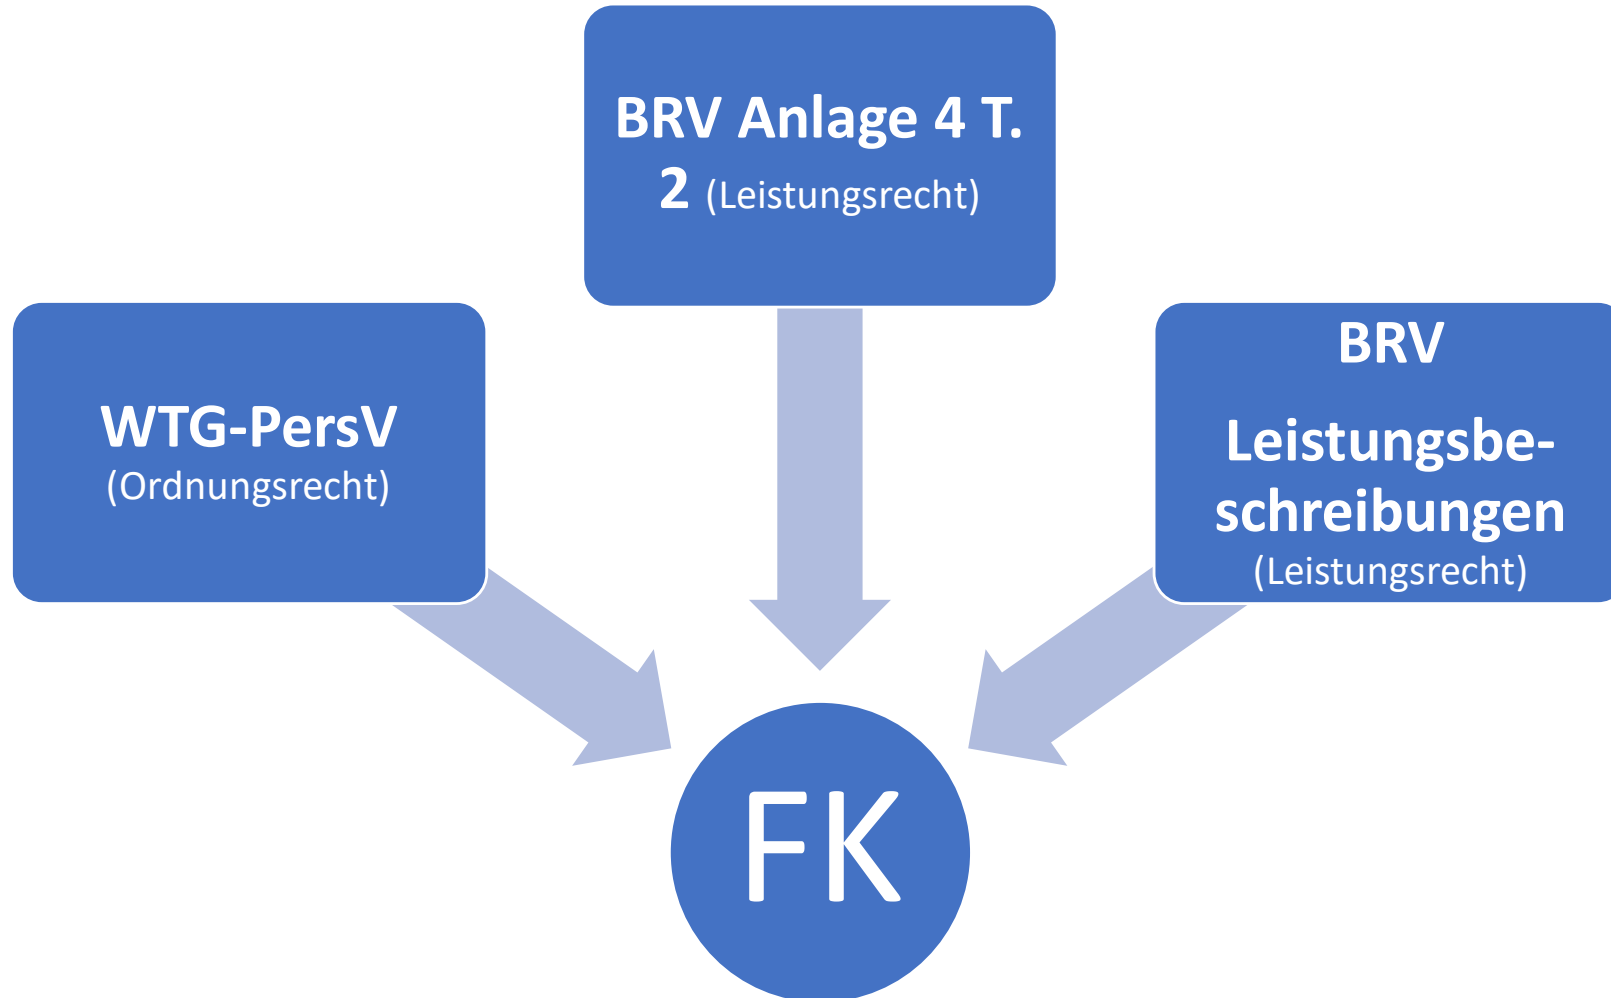 BRV Anlage 4 T.
2 (Leistungsrecht)
WTG-PersV
(Ordnungsrecht)
BRV
Leistungsbe-
schreibungen
(Leistungsrecht)
FK